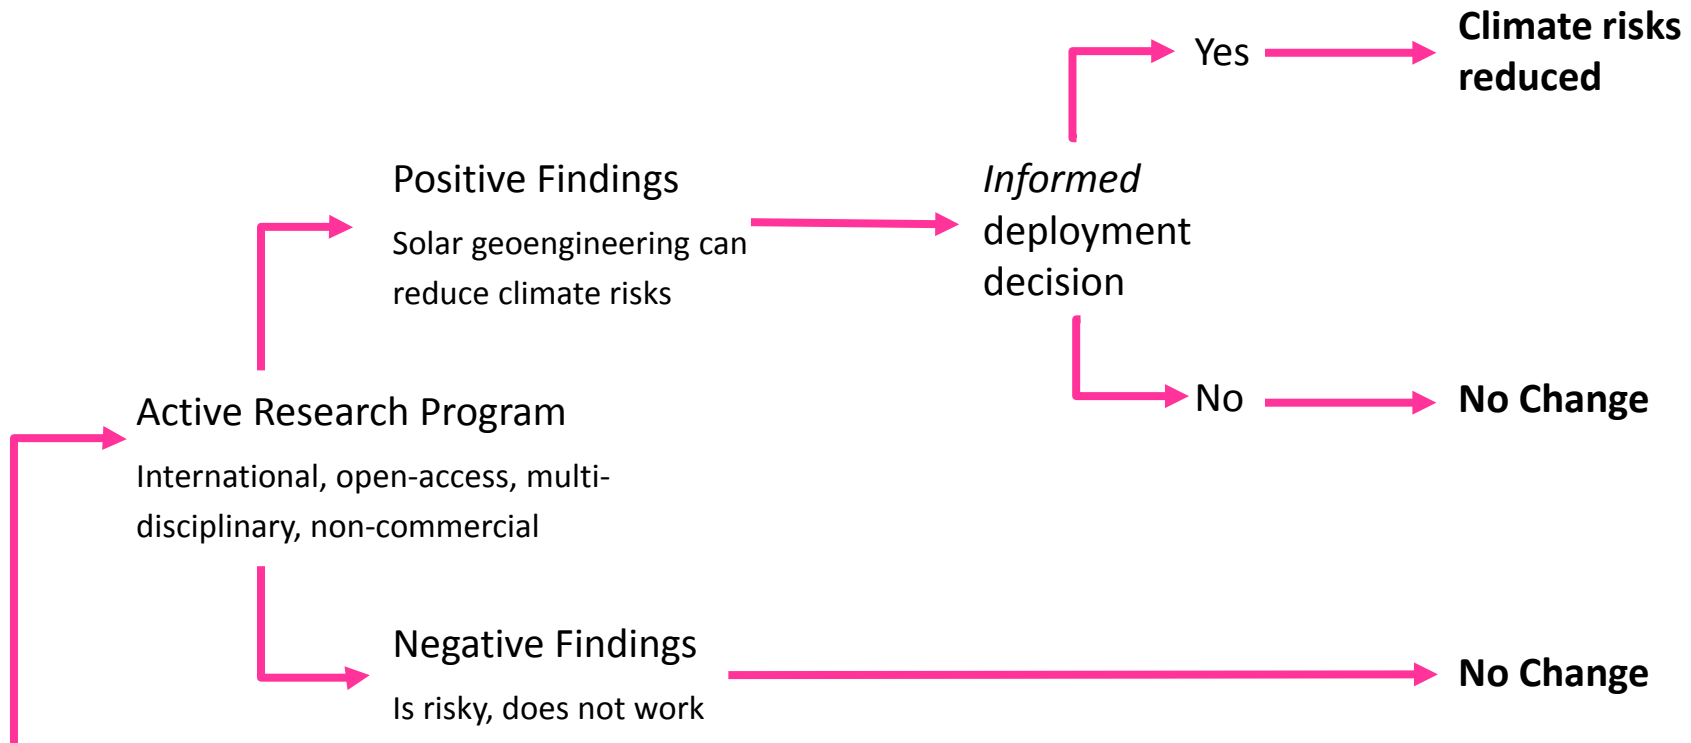 Climate risks
reduced
Yes
Positive Findings
Solar geoengineering can
reduce climate risks
Informed
deployment
decision
No
No Change
Active Research Program
International, open-access, multi-
disciplinary, non-commercial
Negative Findings
Is risky, does not work
No Change